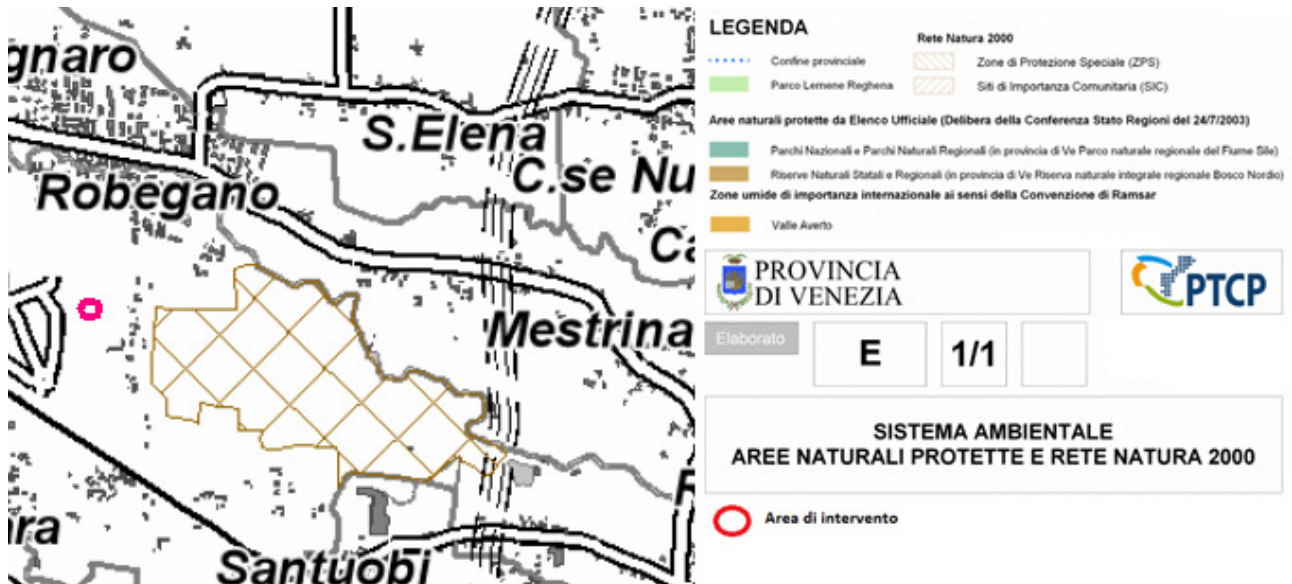 gnaro
S.Elena
C.se Nu
Robegano
Ca
Mestrina
R
ra
Santuobi
LEGENDA
Rete Natura 2000
Confine provinciale
Zone di Protezione Speciale (ZPS)
Parco Lemene Reghena
Siti di Importanza Comunitaria (SIC)
Aree naturali protette da Elenco Ufficiale (Delibera della Conferenza Stato Regioni del 24/7/2003)
Parchi Nazionali e Parchi Naturali Regionali (in provincia di Ve Parco naturale regionale del Fiume Sile)
Riserve Naturali Statali e Regionali (in provincia di Ve Riserva naturale integrale regionale Bosco Nordio)
Zone umide di importanza internazionale ai sensi della Convenzione di Ramsar
Valle Averto
PROVINCIA
DI VENEZIA
PTCP
Elaborato
E
1/1
SISTEMA AMBIENTALE
AREE NATURALI PROTETTE E RETE NATURA 2000
Area di intervento